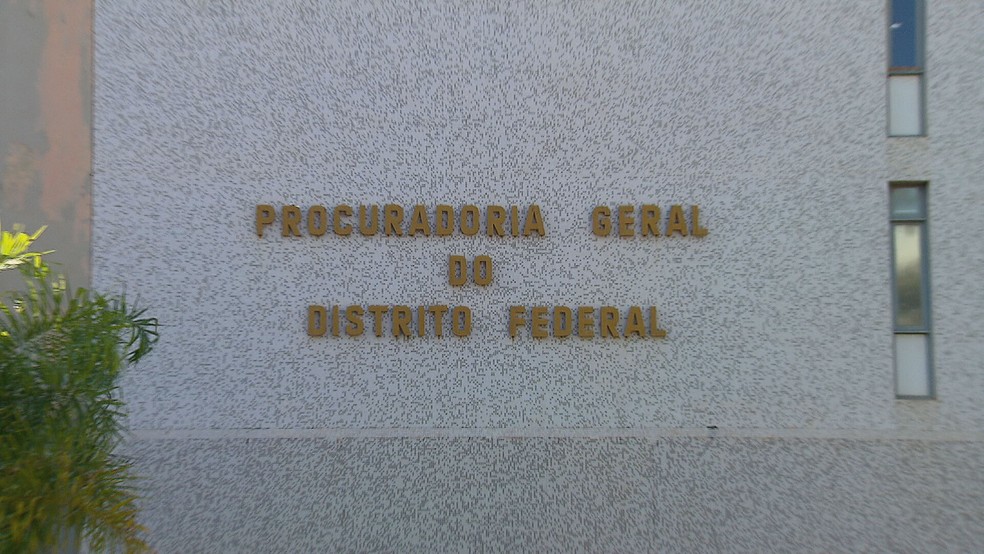 PROCURADORIA GERAL
DO
DISTRITO FEDERAL